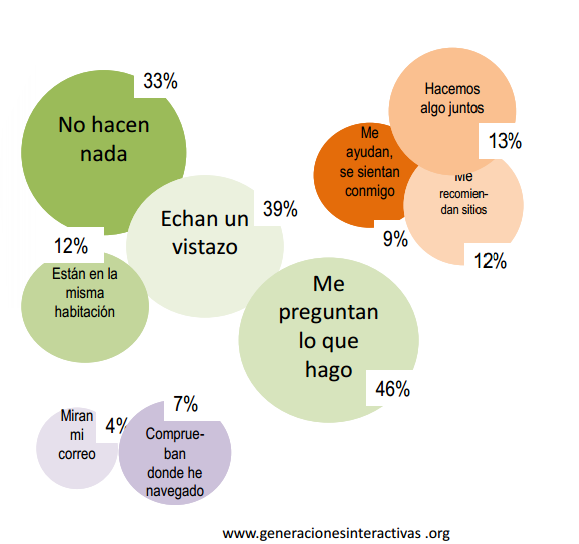 33%
No hacen
nada
Hacemos
algo juntos
13%
Me
ayudan,
se sientan
conmigo
9%
Me
recomien-
dan sitios
12%
Echan un
vistazo
39%
12%
Están en la
misma
habitación
Me
preguntan
lo que
hago
46%
Miran
mi
correo
4%
7%
Comprue-
ban
donde he
navegado
www.generacionesinteractivas .org